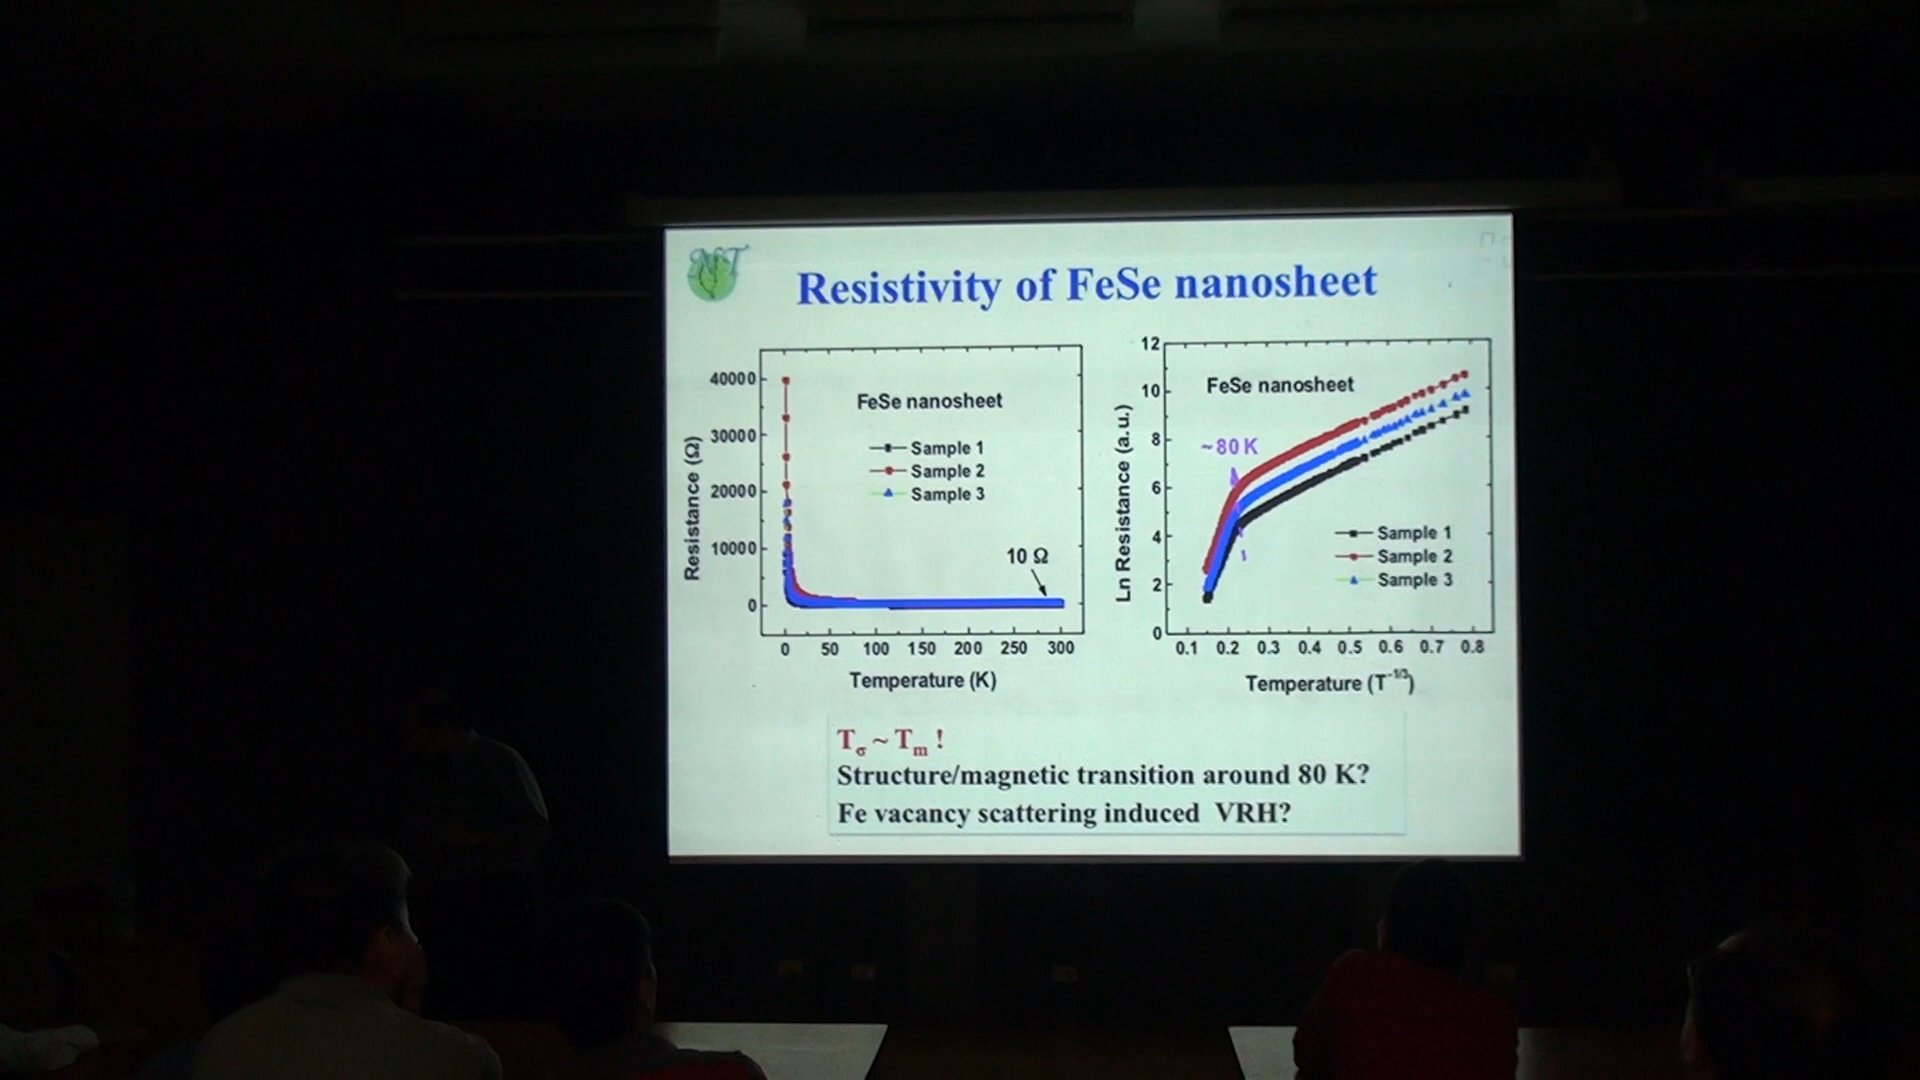 NT
Resistivity of FeSe nanosheet
40000
30000
20000
10000
0
Resistance (Ω)
FeSe nanosheet
Sample 1
Sample 2
Sample 3
10 Ω
0 50 100 150 200 250 300
Temperature (K)
12
10
8
6
4
2
0
Ln Resistance (a.u.)
FeSe nanosheet
~80 K
Sample 1
Sample 2
Sample 3
0.1 0.2 0.3 0.4 0.5 0.6 0.7 0.8
Temperature (T⁻¹/³)
Tσ ~ Tm !
Structure/magnetic transition around 80 K?
Fe vacancy scattering induced VRH?